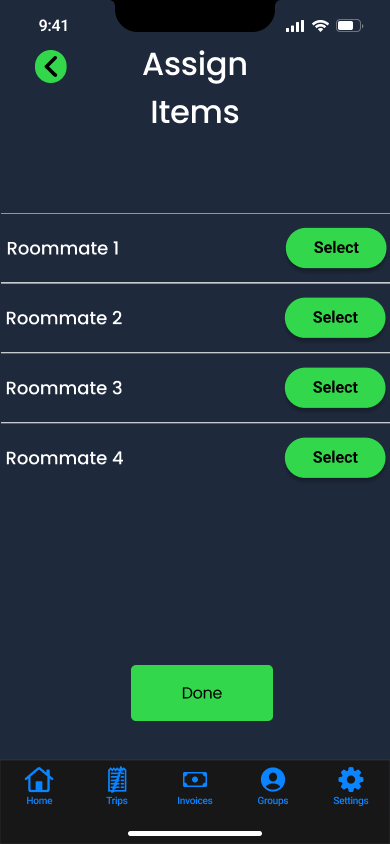 9:41
Assign
Items
Roommate 1
Select
Roommate 2
Select
Roommate 3
Select
Roommate 4
Select
Done
Home
Trips
Invoices
Groups
Settings